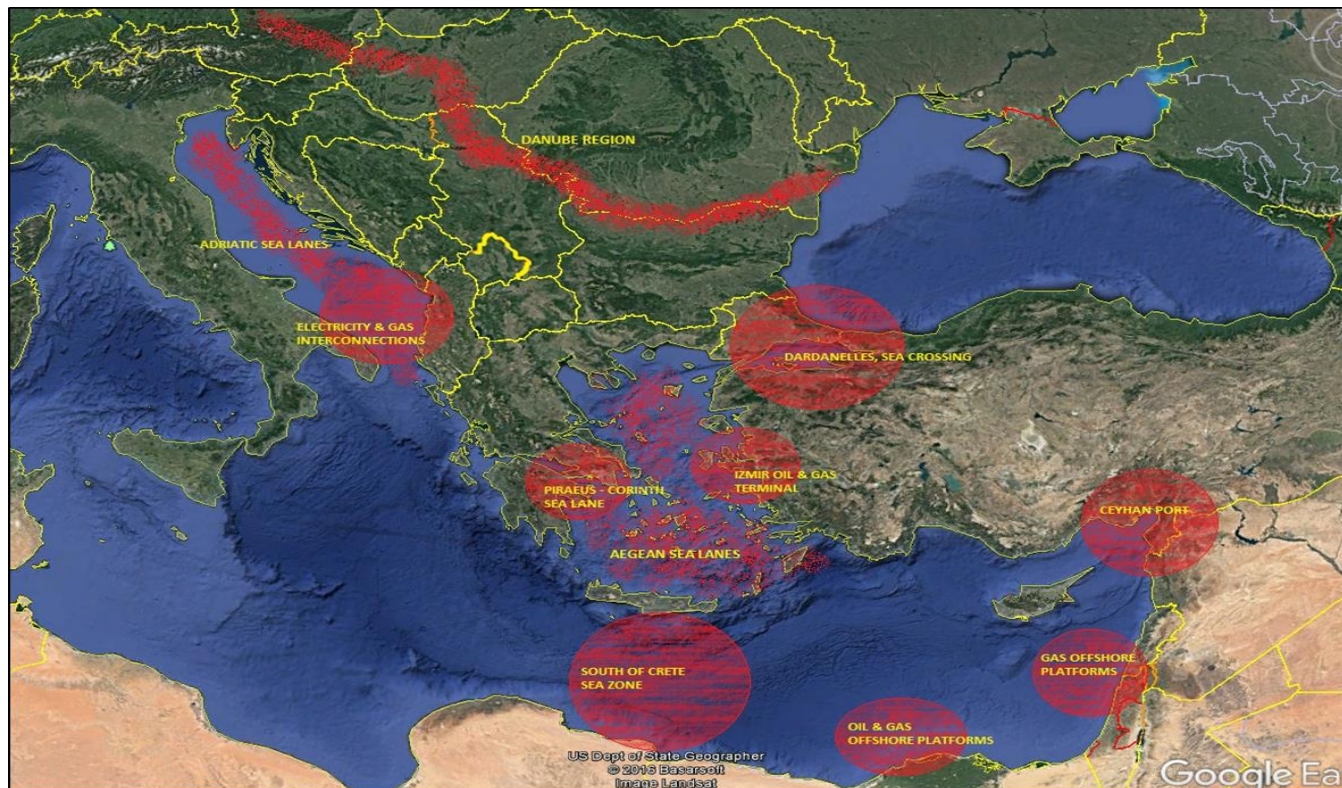 DANUBE REGION
ADRIATIC SEA LANES
ELECTRICITY & GAS
INTERCONNECTIONS
DARDANELLES, SEA CROSSING
PIRAEUS - CORINTH
SEA LANE
IZMIR OIL & GAS
TERMINAL
CEYHAN PORT
AEGEAN SEA LANES
SOUTH OF CRETE
SEA ZONE
GAS OFFSHORE
PLATFORMS
OIL & GAS
OFFSHORE PLATFORMS
US Dept of State Geographer
© 2016 Basarsoft
Image Landsat
Google Ea